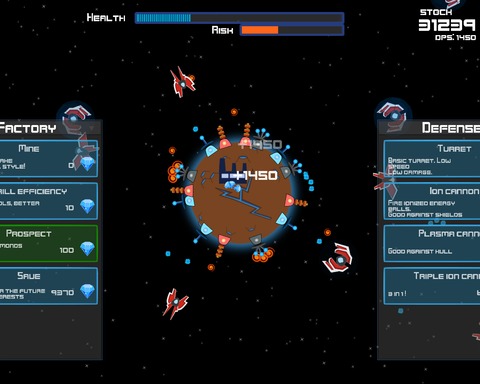 Health
Risk
Stock
31239
DPS: 1450
+1450
+1450
Factory
Mine
ake
style!
0
ill efficiency
ols, better
10
Prospect
monds
100
Save
r the future
erests
9370
Defense
Turret
Basic turret. Low
speed
Low damage.
Ion cannon
Fire ionized energy
balls.
Good against shields
Plasma cann
Good against hull
Triple ion can
3 in 1!